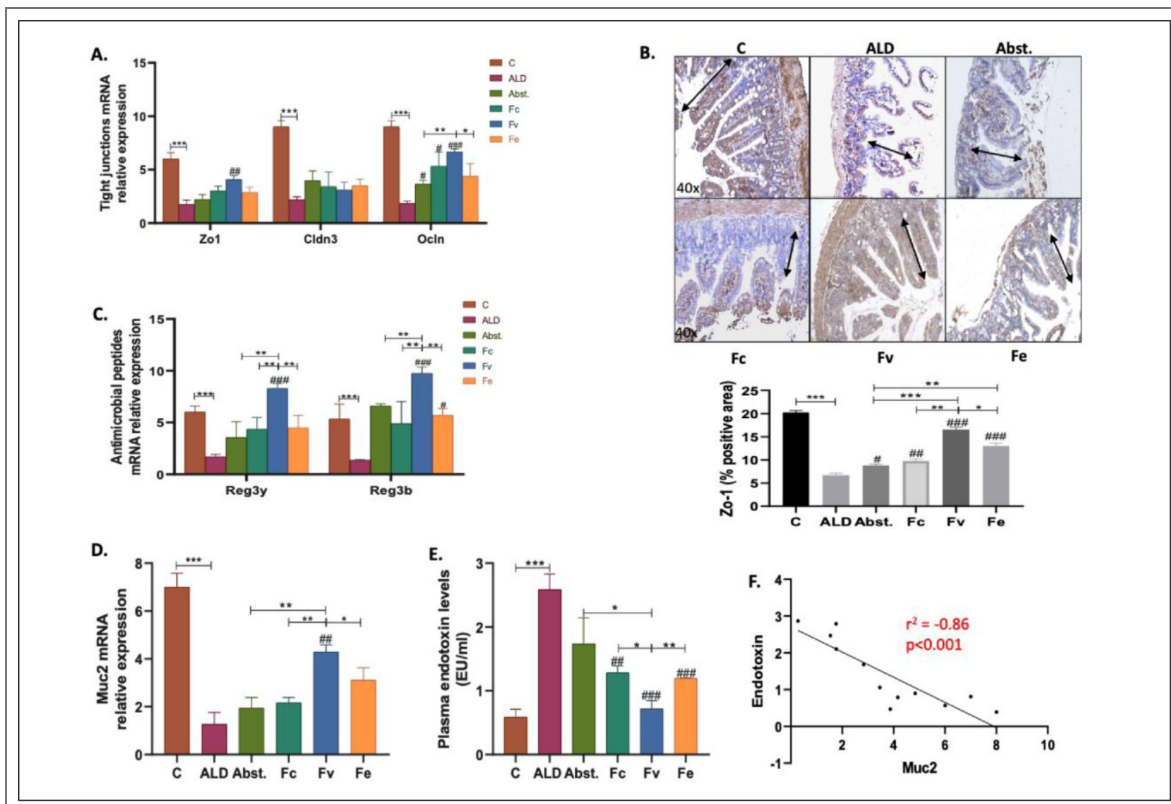 A.
Tight junctions mRNA
relative expression
15
10
5
0
***
***
***
##
#
#
###
**
*
Zo1 Cldn3 Ocln
C
ALD
Abst.
Fc
Fv
Fe
B.
C ALD Abst.
40x
40x
Fc Fv Fe
Zo-1 (% positive area)
25
20
15
10
5
0
***
**
***
**
*
#
##
###
###
C ALD Abst. Fc Fv Fe
C.
Antimicrobial peptides
mRNA relative expression
15
10
5
0
***
**
**
**
###
***
**
**
**
###
#
Reg3y Reg3b
C
ALD
Abst.
Fc
Fv
Fe
D.
Muc2 mRNA
relative expression
8
6
4
2
0
***
**
**
*
##
C ALD Abst. Fc Fv Fe
E.
Plasma endotoxin levels
(EU/ml)
3
2
1
0
***
*
*
**
##
###
###
C ALD Abst. Fc Fv Fe
F.
Endotoxin
4
3
2
1
0
-1
r² = -0.86
p<0.001
2 4 6 8 10
Muc2